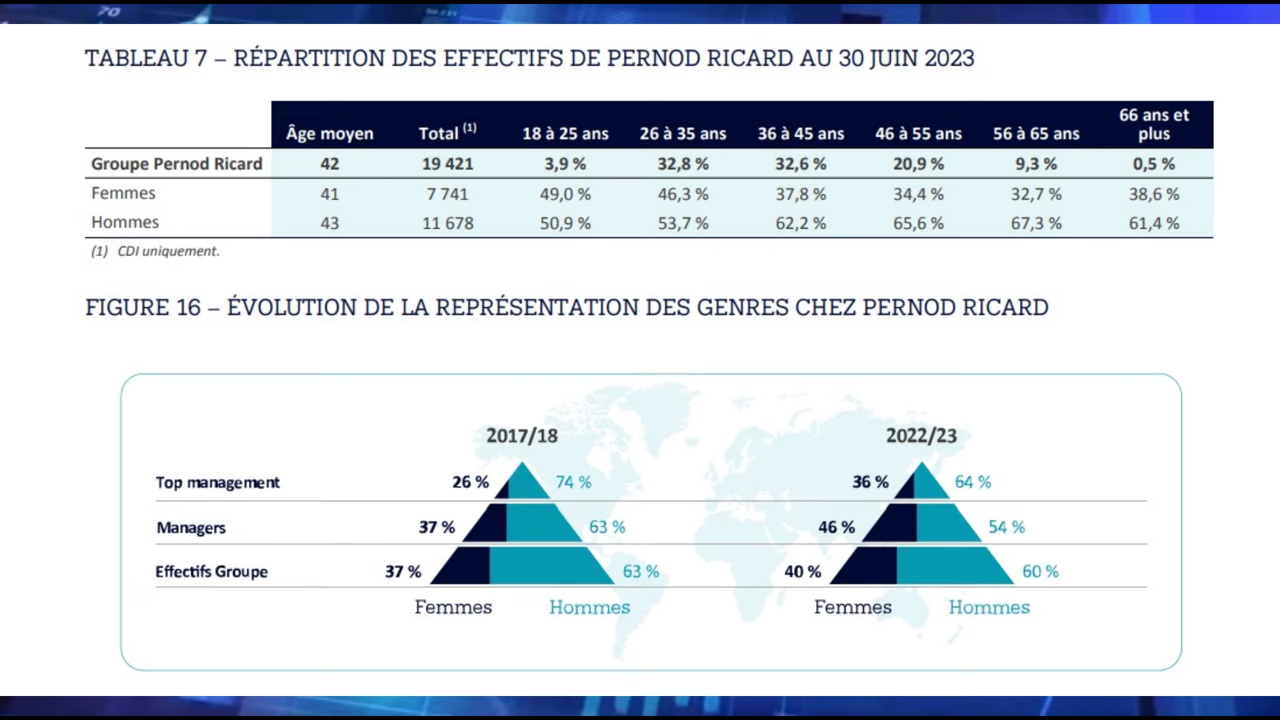 70
TABLEAU 7 – RÉPARTITION DES EFFECTIFS DE PERNOD RICARD AU 30 JUIN 2023
Âge moyen Total (1) 18 à 25 ans 26 à 35 ans 36 à 45 ans 46 à 55 ans 56 à 65 ans 66 ans et plus
Groupe Pernod Ricard 42 19 421 3,9 % 32,8 % 32,6 % 20,9 % 9,3 % 0,5 %
Femmes 41 7 741 49,0 % 46,3 % 37,8 % 34,4 % 32,7 % 38,6 %
Hommes 43 11 678 50,9 % 53,7 % 62,2 % 65,6 % 67,3 % 61,4 %
(1) CDI uniquement.
FIGURE 16 – ÉVOLUTION DE LA REPRÉSENTATION DES GENRES CHEZ PERNOD RICARD
2017/18 2022/23
Top management 26 % 74 % 36 % 64 %
Managers 37 % 63 % 46 % 54 %
Effectifs Groupe 37 % 63 % 40 % 60 %
Femmes Hommes Femmes Hommes